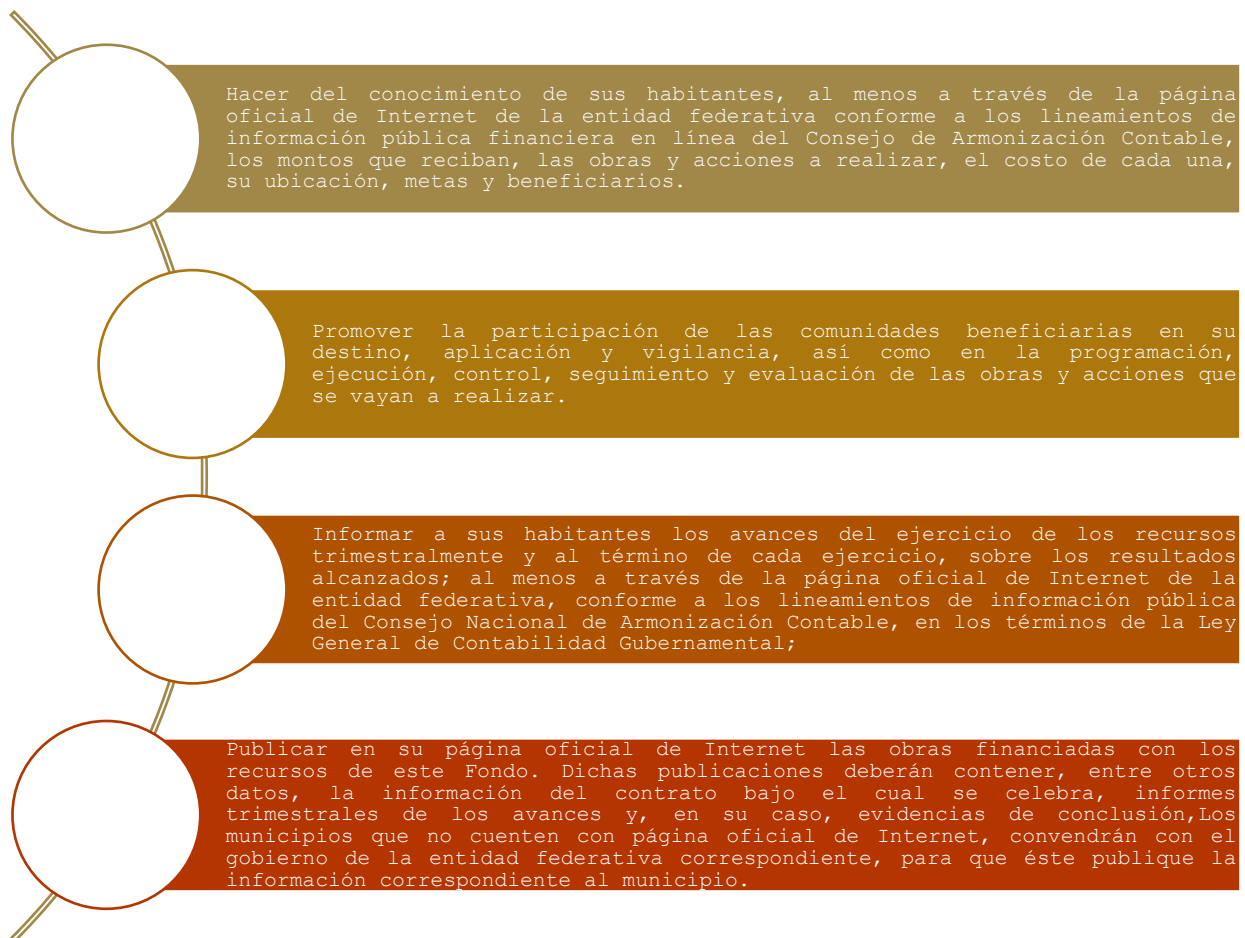 Hacer del conocimiento de sus habitantes, al menos a través de la página
oficial de Internet de la entidad federativa conforme a los lineamientos de
información pública financiera en línea del Consejo de Armonización Contable,
los montos que reciban, las obras y acciones a realizar, el costo de cada una,
su ubicación, metas y beneficiarios.
Promover la participación de las comunidades beneficiarias en su
destino, aplicación y vigilancia, así como en la programación,
ejecución, control, seguimiento y evaluación de las obras y acciones que
se vayan a realizar.
Informar a sus habitantes los avances del ejercicio de los recursos
trimestralmente y al término de cada ejercicio, sobre los resultados
alcanzados; al menos a través de la página oficial de Internet de la
entidad federativa, conforme a los lineamientos de información pública
del Consejo Nacional de Armonización Contable, en los términos de la Ley
General de Contabilidad Gubernamental;
Publicar en su página oficial de Internet las obras financiadas con los
recursos de este Fondo. Dichas publicaciones deberán contener, entre otros
datos, la información del contrato bajo el cual se celebra, informes
trimestrales de los avances y, en su caso, evidencias de conclusión,Los
municipios que no cuenten con página oficial de Internet, convendrán con el
gobierno de la entidad federativa correspondiente, para que éste publique la
información correspondiente al municipio.